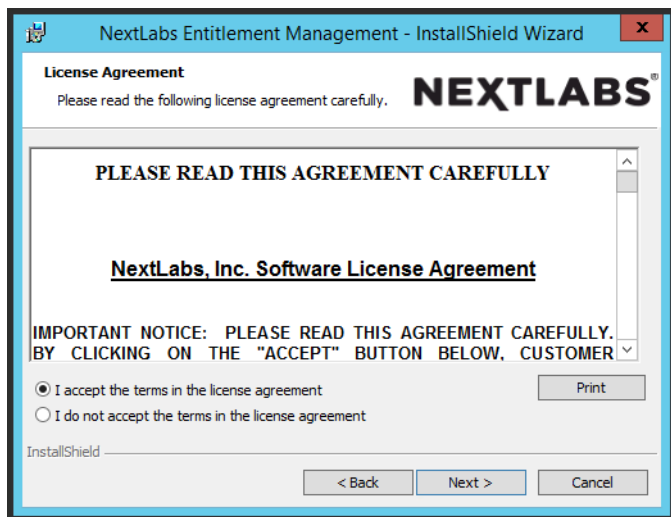 NextLabs Entitlement Management - InstallShield Wizard
x
License Agreement
Please read the following license agreement carefully.
NEXTLABS®
PLEASE READ THIS AGREEMENT CAREFULLY
NextLabs, Inc. Software License Agreement
IMPORTANT NOTICE: PLEASE READ THIS AGREEMENT CAREFULLY.
BY CLICKING ON THE "ACCEPT" BUTTON BELOW, CUSTOMER
I accept the terms in the license agreement
Print
I do not accept the terms in the license agreement
InstallShield
< Back
Next >
Cancel